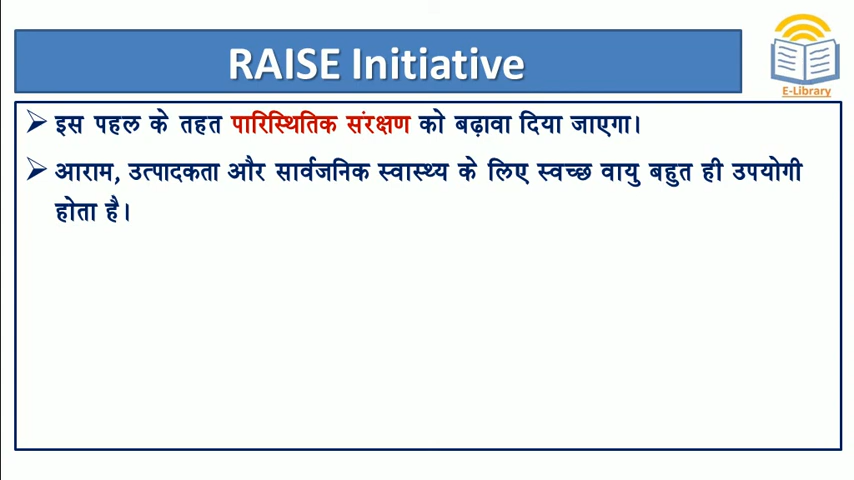 RAISE Initiative
E-Library
इस पहल के तहत पारिस्थितिक संरक्षण को बढ़ावा दिया जाएगा।
आराम, उत्पादकता और सार्वजनिक स्वास्थ्य के लिए स्वच्छ वायु बहुत ही उपयोगी
होता है।